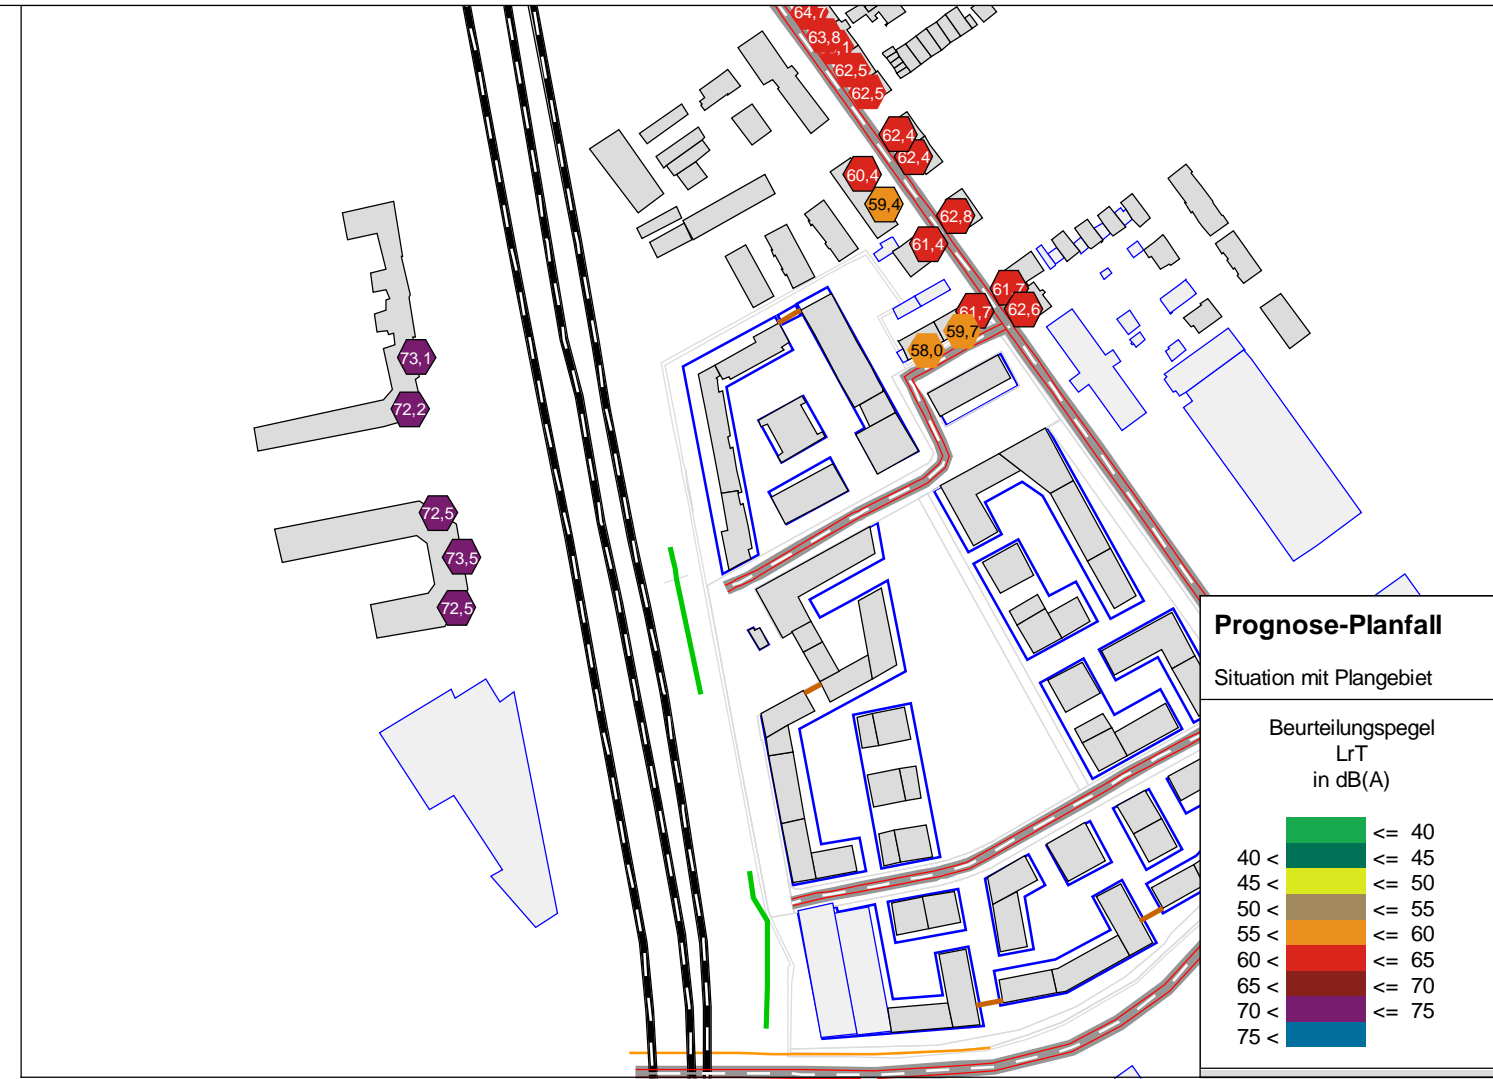 64,7
63,8
,1
62,5
62,5
62,4
62,4
60,4
59,4
62,8
61,4
61,7
62,6
61,7
59,7
58,0
73,1
72,2
72,5
73,5
72,5
Prognose-Planfall
Situation mit Plangebiet
Beurteilungspegel
LrT
in dB(A)
<= 40
40 < <= 45
45 < <= 50
50 < <= 55
55 < <= 60
60 < <= 65
65 < <= 70
70 < <= 75
75 <